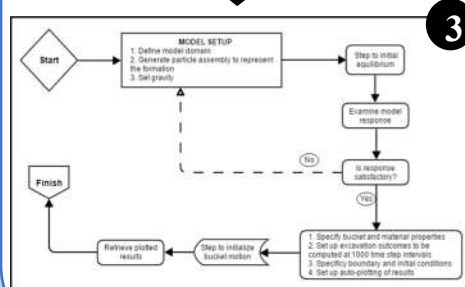 3
MODEL SETUP
1. Define model domain
2. Generate particle assembly to represent
the formation
3. Set gravity
Start
Step to initial
equilibrium
Examine model
response
Is response
satisfactory?
No
Yes
1. Specify bucket and material properties
2. Set up excavation outcomes to be
computed at 1000 time step intervals
3. Specificy boundary and initial conditions
4. Set up auto-plotting of results
Step to initialize
bucket motion
Retrieve plotted
results
Finish